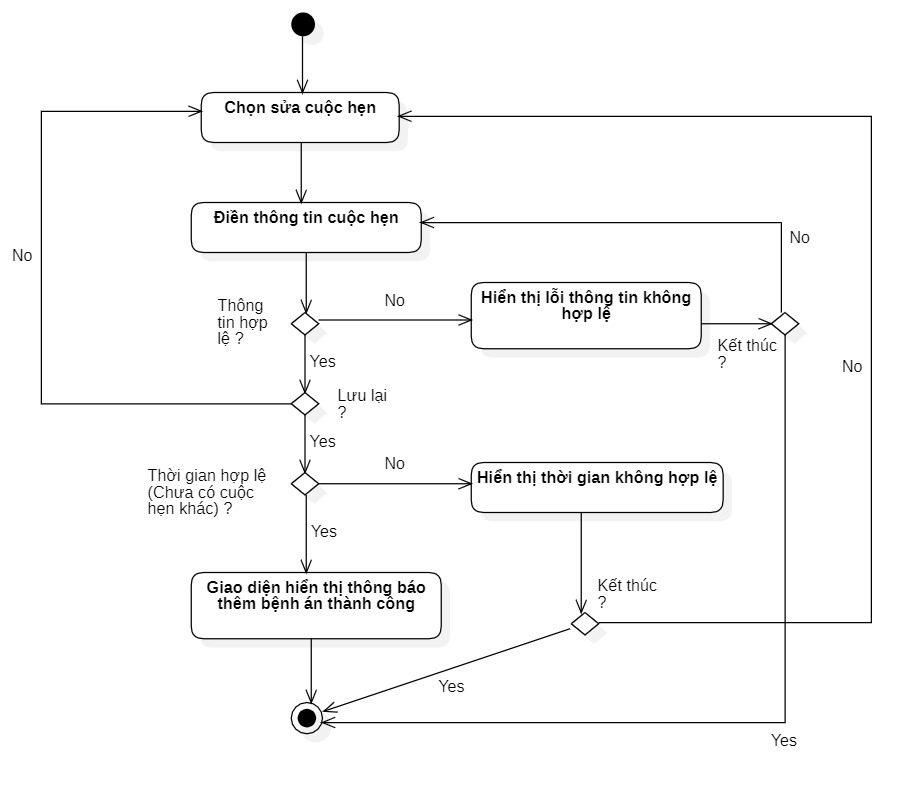 Chọn sửa cuộc hẹn
Điền thông tin cuộc hẹn
No
No
Thông
tin hợp
lệ ?
No
Hiển thị lỗi thông tin không
hợp lệ
Kết thúc
?
Yes
No
Lưu lại
?
Yes
Thời gian hợp lệ
(Chưa có cuộc
hẹn khác) ?
No
Hiển thị thời gian không hợp lệ
Yes
Giao diện hiển thị thông báo
thêm bệnh án thành công
Kết thúc
?
Yes
Yes